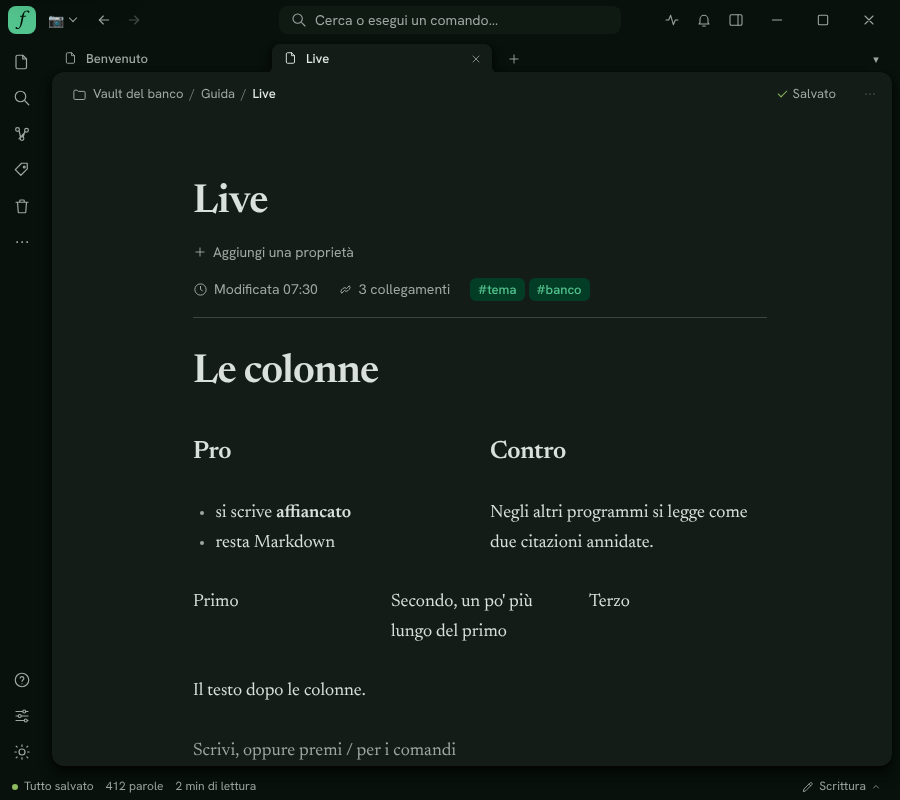 f
Cerca o esegui un comando...
Benvenuto
Live
Vault del banco / Guida / Live
Salvato
Live
Aggiungi una proprietà
Modificata 07:30
3 collegamenti
#tema
#banco
Le colonne
Pro
Contro
si scrive affiancato
resta Markdown
Negli altri programmi si legge come
due citazioni annidate.
Primo
Secondo, un po' più
lungo del primo
Terzo
Il testo dopo le colonne.
Scrivi, oppure premi / per i comandi
Tutto salvato
412 parole
2 min di lettura
Scrittura